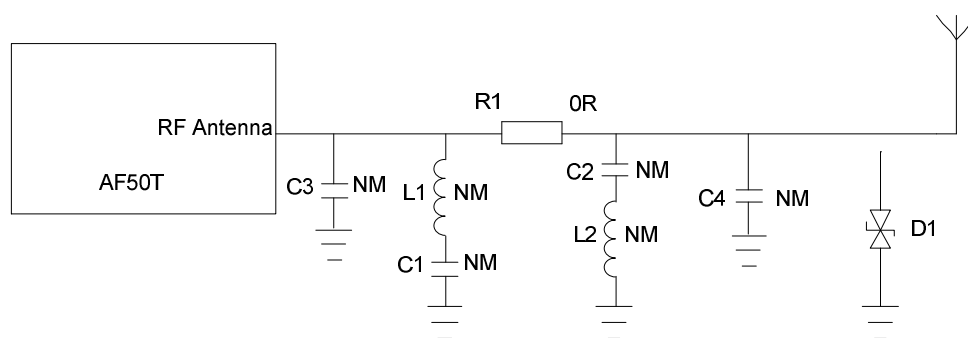 R1 0R
RF Antenna
AF50T
C3 NM
L1 NM
C1 NM
C2 NM
L2 NM
C4 NM
D1